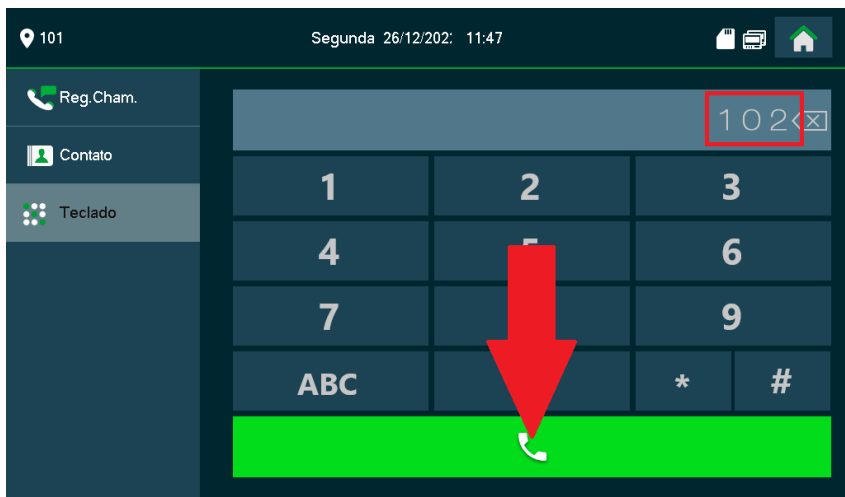 101 Segunda 26/12/202: 11:47
Reg.Cham.
Contato
Teclado
102
1 2 3
4 6
7 9
ABC * #